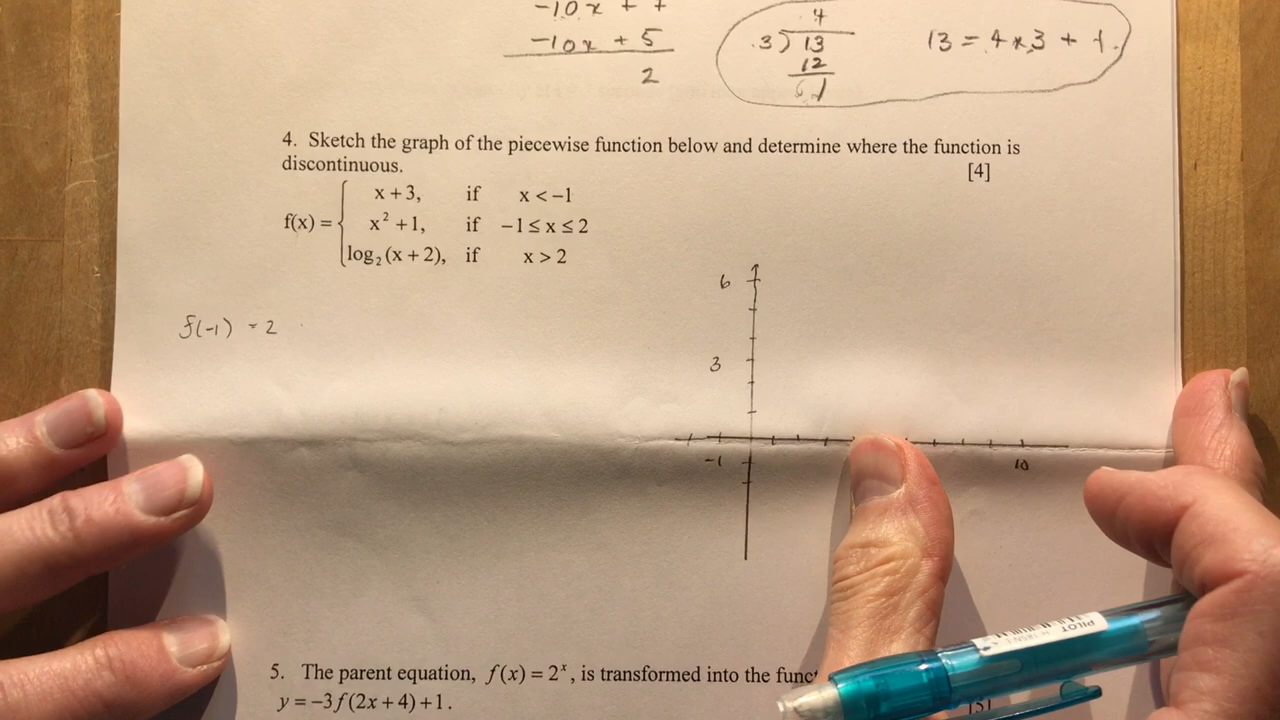 -10x + 7
-10x + 5
2
4
3) 13
12
1
13 = 4 x 3 + 1
4. Sketch the graph of the piecewise function below and determine where the function is
discontinuous. [4]
x + 3, if x < -1
f(x) = { x² + 1, if -1 ≤ x ≤ 2
log₂(x + 2), if x > 2
f(-1) = 2
6
3
-1
10
5. The parent equation, f(x) = 2ˣ, is transformed into the
y = -3f(2x + 4) + 1.
PILOT